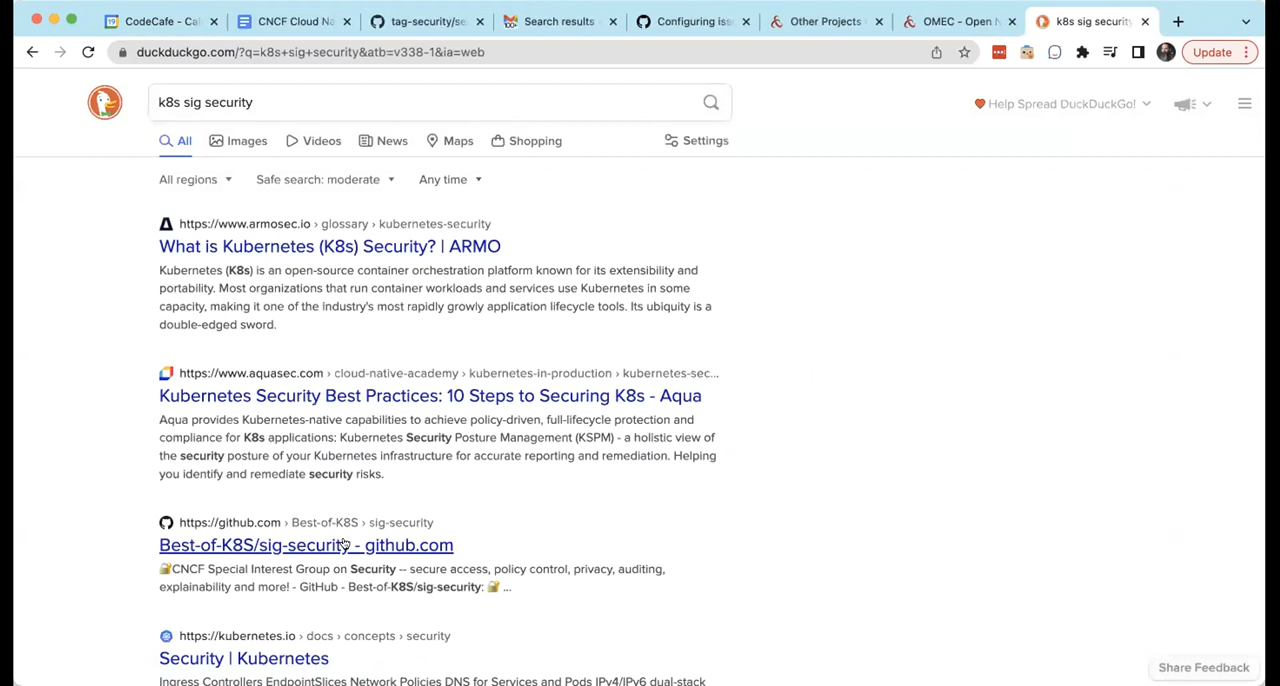 CodeCafe - Cal
CNCF Cloud Na
tag-security/se
Search results
Configuring iss
Other Projects
OMEC - Open N
k8s sig security
duckduckgo.com/?q=k8s+sig+security&atb=v338-1&ia=web
Update
k8s sig security
Help Spread DuckDuckGo!
All
Images
Videos
News
Maps
Shopping
Settings
All regions
Safe search: moderate
Any time
https://www.armosec.io › glossary › kubernetes-security
What is Kubernetes (K8s) Security? | ARMO
Kubernetes (K8s) is an open-source container orchestration platform known for its extensibility and
portability. Most organizations that run container workloads and services use Kubernetes in some
capacity, making it one of the industry's most rapidly growly application lifecycle tools. Its ubiquity is a
double-edged sword.
https://www.aquasec.com › cloud-native-academy › kubernetes-in-production › kubernetes-sec...
Kubernetes Security Best Practices: 10 Steps to Securing K8s - Aqua
Aqua provides Kubernetes-native capabilities to achieve policy-driven, full-lifecycle protection and
compliance for K8s applications: Kubernetes Security Posture Management (KSPM) - a holistic view of
the security posture of your Kubernetes infrastructure for accurate reporting and remediation. Helping
you identify and remediate security risks.
https://github.com › Best-of-K8S › sig-security
Best-of-K8S/sig-security - github.com
🔐CNCF Special Interest Group on Security -- secure access, policy control, privacy, auditing,
explainability and more! - GitHub - Best-of-K8S/sig-security: 🔐 ...
https://kubernetes.io › docs › concepts › security
Security | Kubernetes
Ingress Controllers EndpointSlices Network Policies DNS for Services and Pods IPv4/IPv6 dual-stack
Share Feedback